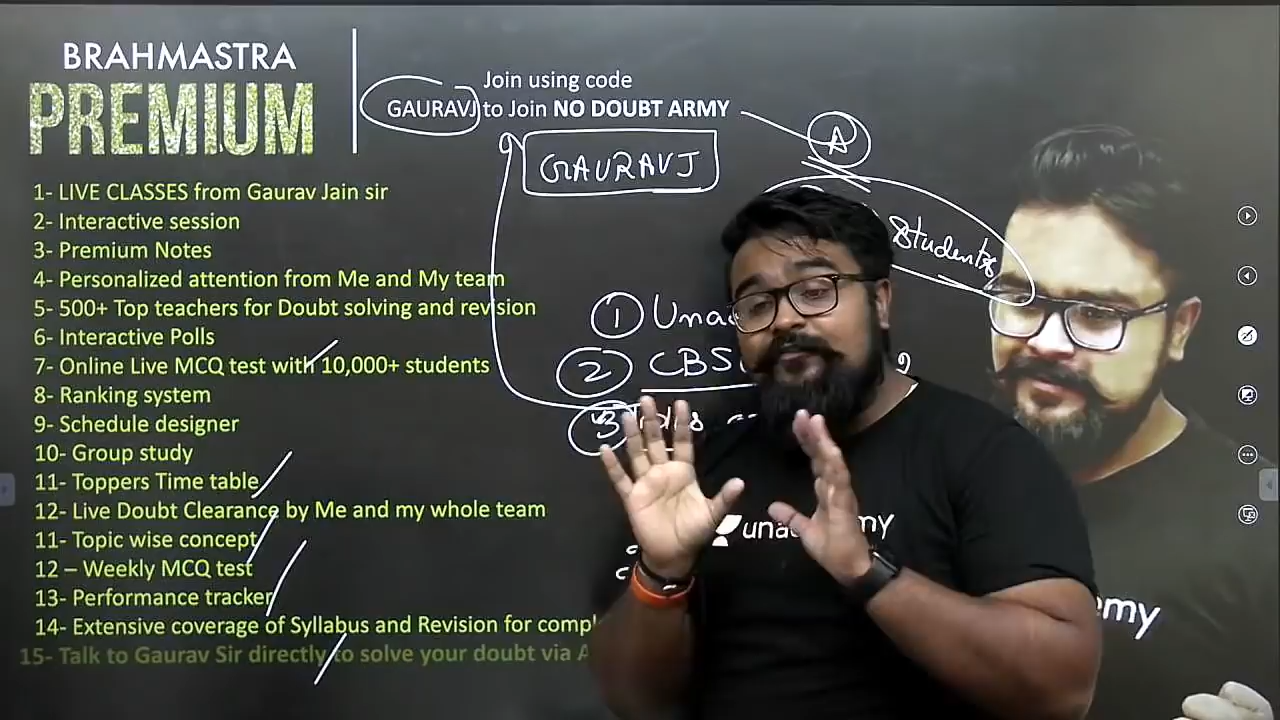 BRAHMASTRA
PREMIUM
Join using code
GAURAVJ to Join NO DOUBT ARMY
A
GAURAVJ
Students
1- LIVE CLASSES from Gaurav Jain sir
2- Interactive session
3- Premium Notes
4- Personalized attention from Me and My team
5- 500+ Top teachers for Doubt solving and revision
6- Interactive Polls
7- Online Live MCQ test with 10,000+ students
8- Ranking system
9- Schedule designer
10- Group study
11- Toppers Time table
12- Live Doubt Clearance by Me and my whole team
11- Topic wise concept
12 – Weekly MCQ test
13- Performance tracker
14- Extensive coverage of Syllabus and Revision for compl
15- Talk to Gaurav Sir directly to solve your doubt via A
1 Una
2 CBS
3
unacademy
emy